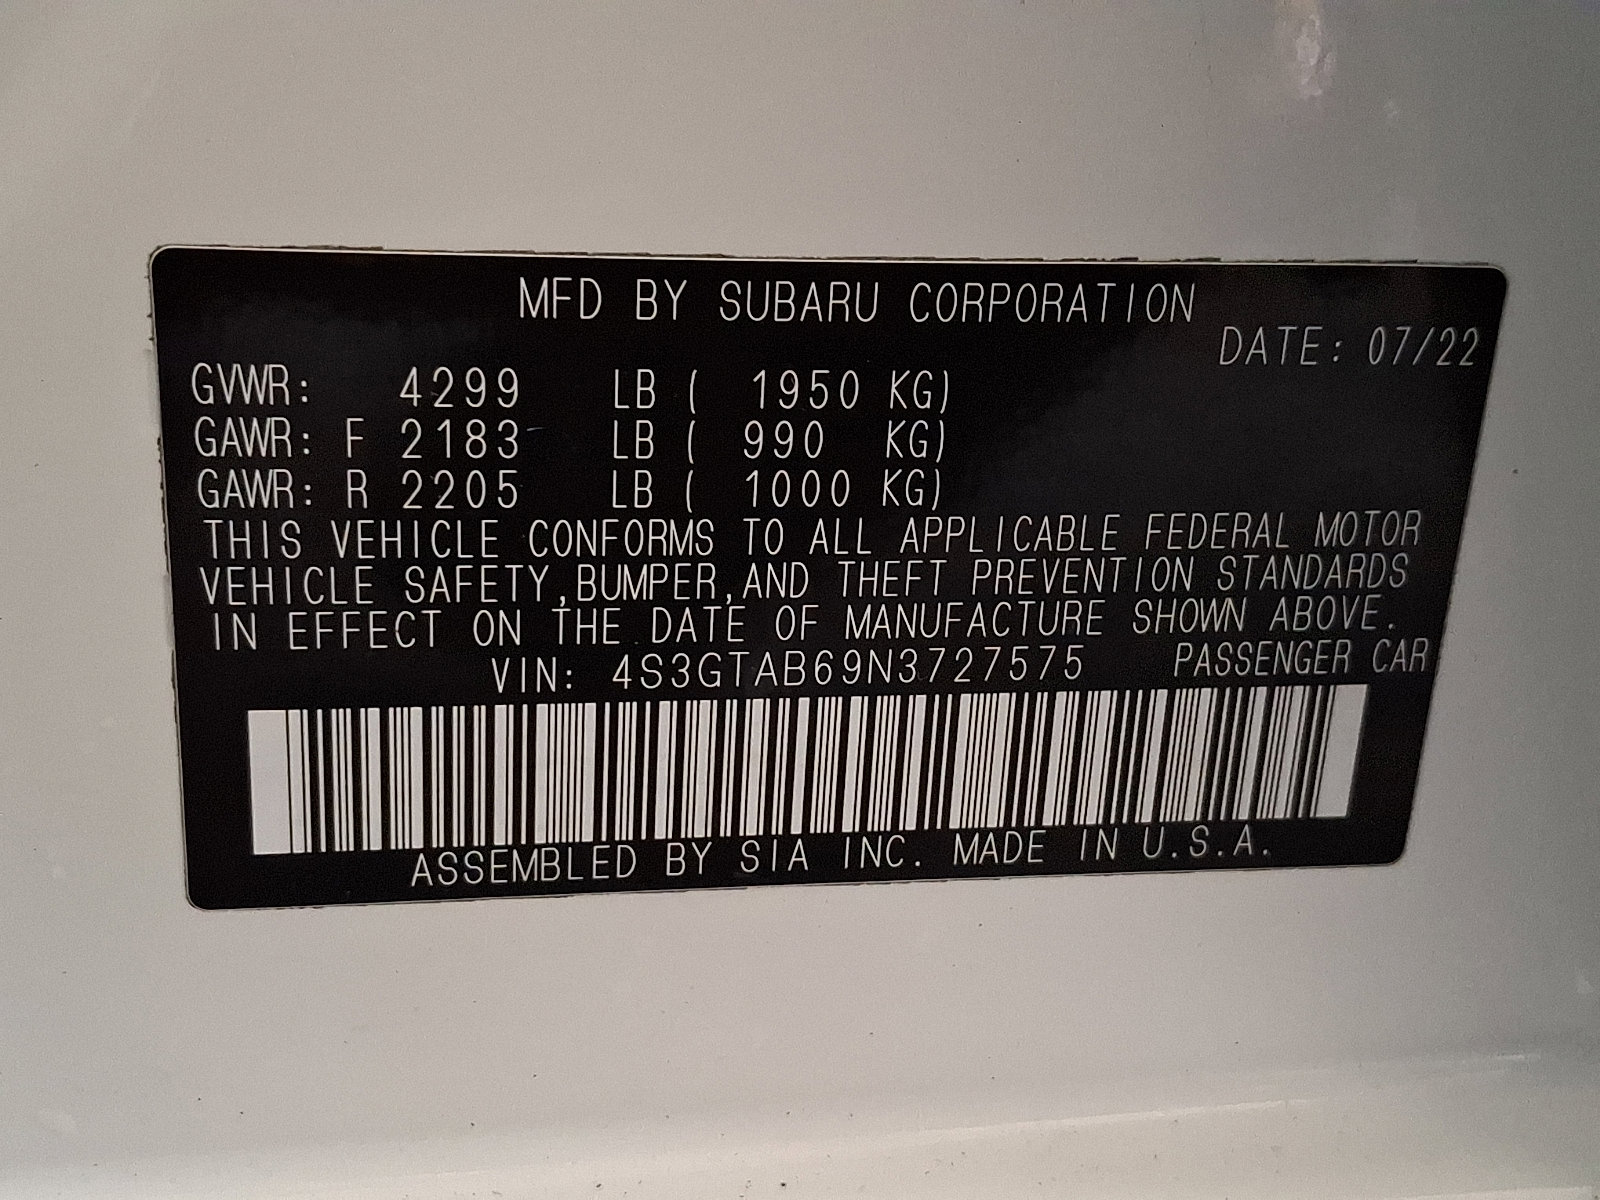 MFD BY SUBARU CORPORATION
DATE: 07/22
GVWR: 4299 LB ( 1950 KG)
GAWR: F 2183 LB ( 990 KG)
GAWR: R 2205 LB ( 1000 KG)
THIS VEHICLE CONFORMS TO ALL APPLICABLE FEDERAL MOTOR
VEHICLE SAFETY,BUMPER,AND THEFT PREVENTION STANDARDS
IN EFFECT ON THE DATE OF MANUFACTURE SHOWN ABOVE.
VIN: 4S3GTAB69N3727575 PASSENGER CAR
ASSEMBLED BY SIA INC. MADE IN U.S.A.